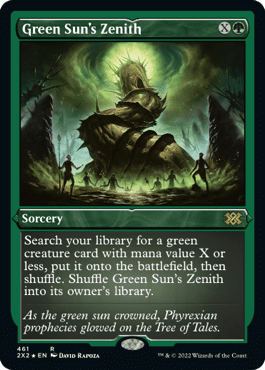 Green Sun's Zenith
Sorcery
Search your library for a green
creature card with mana value X or
less, put it onto the battlefield, then
shuffle. Shuffle Green Sun's Zenith
into its owner's library.
As the green sun crowned, Phyrexian
prophecies glowed on the Tree of Tales.
461 R
2X2 ★ EN DAVID RAPOZA
™ & © 2022 Wizards of the Coast